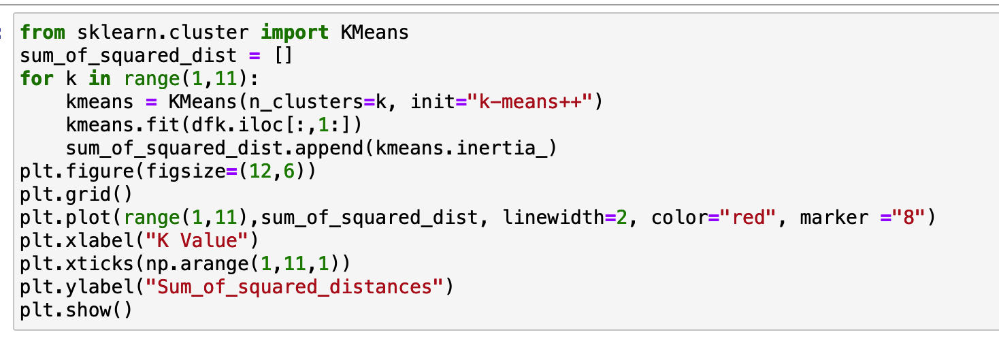 from sklearn.cluster import KMeans
sum_of_squared_dist = []
for k in range(1,11):
    kmeans = KMeans(n_clusters=k, init="k-means++")
    kmeans.fit(dfk.iloc[:,1:])
    sum_of_squared_dist.append(kmeans.inertia_)
plt.figure(figsize=(12,6))
plt.grid()
plt.plot(range(1,11),sum_of_squared_dist, linewidth=2, color="red", marker ="8")
plt.xlabel("K Value")
plt.xticks(np.arange(1,11,1))
plt.ylabel("Sum_of_squared_distances")
plt.show()